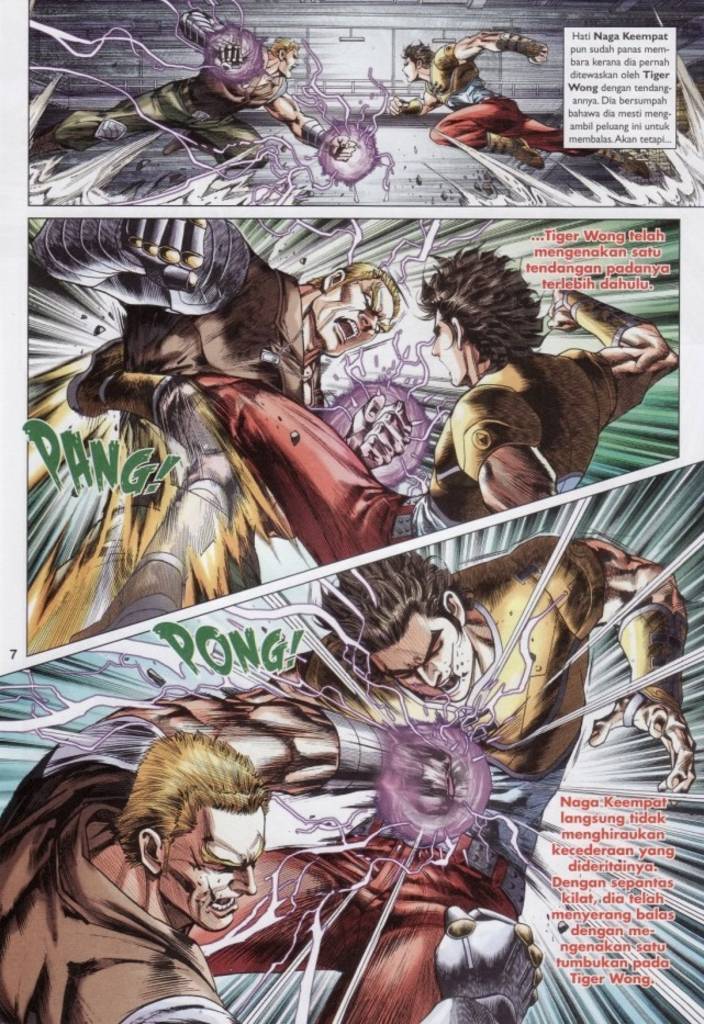 Hati Naga Keempat
pun sudah panas mem-
bara kerana dia pernah
ditewaskan oleh Tiger
Wong dengan tendang-
annya. Dia bersumpah
bahawa dia mesti meng-
ambil peluang ini untuk
membalas. Akan tetapi...
...Tiger Wong telah
mengenakan satu
tendangan padanya
terlebih dahulu.
PANG!
PONG!
7
Naga Keempat
langsung tidak
menghiraukan
kecederaan yang
dideritainya.
Dengan sepantas
kilat, dia telah
menyerang balas
dengan me-
ngenakan satu
tumbukan pada
Tiger Wong.